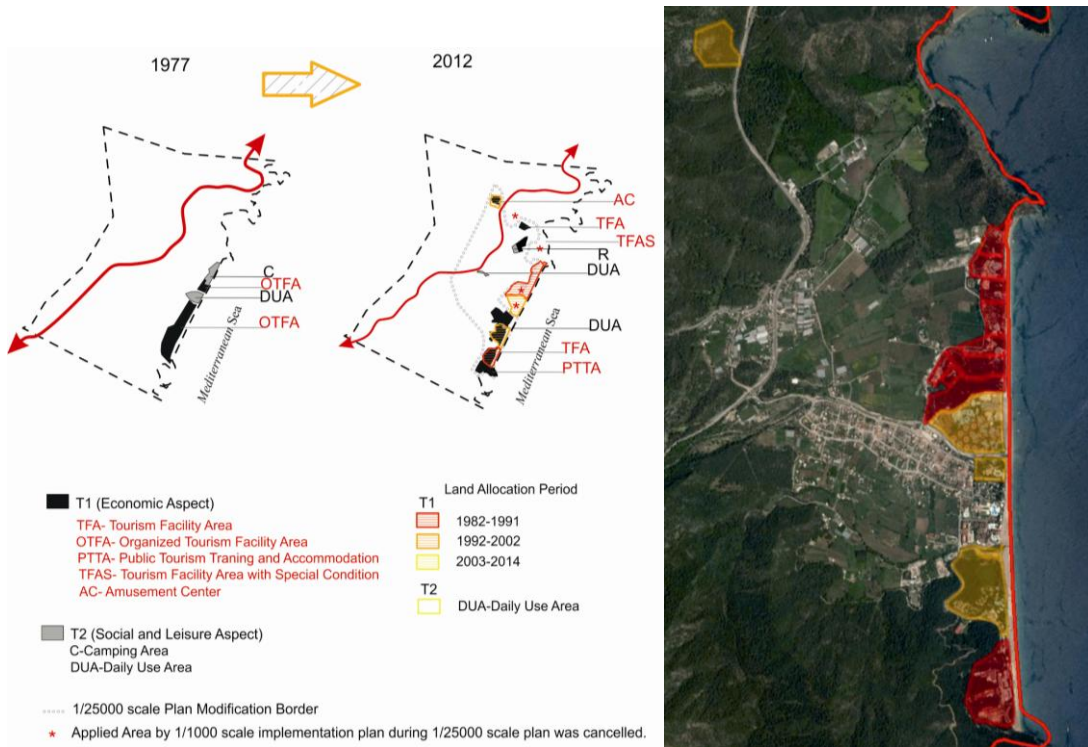 1977
2012
C
OTFA
DUA
OTFA
Mediterranean Sea
AC
TFA
TFAS
R
DUA
DUA
TFA
PTTA
Mediterranean Sea
T1 (Economic Aspect)
TFA- Tourism Facility Area
OTFA- Organized Tourism Facility Area
PTTA- Public Tourism Traning and Accommodation
TFAS- Tourism Facility Area with Special Condition
AC- Amusement Center
T2 (Social and Leisure Aspect)
C-Camping Area
DUA-Daily Use Area
Land Allocation Period
T1
1982-1991
1992-2002
2003-2014
T2
DUA-Daily Use Area
1/25000 scale Plan Modification Border
* Applied Area by 1/1000 scale implementation plan during 1/25000 scale plan was cancelled.